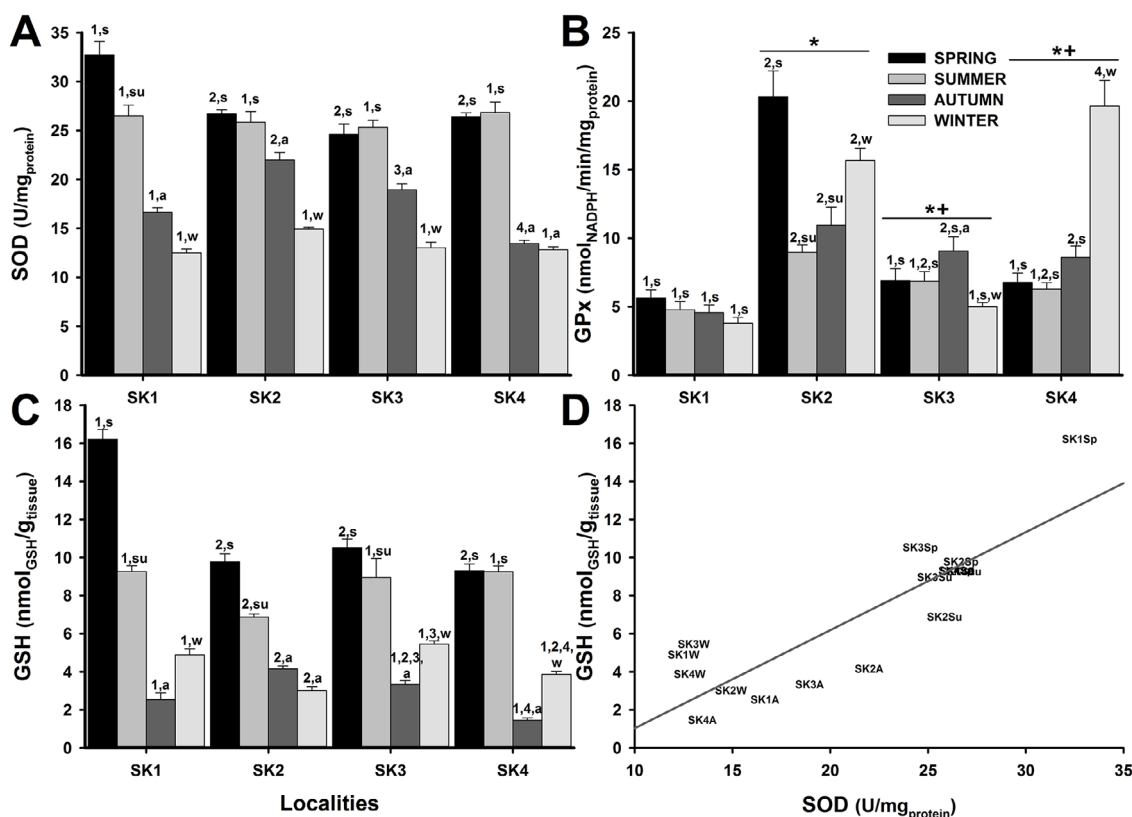 A
SOD (U/mgprotein)
35
30
25
20
15
10
5
0
1,s
1,su
1,a
1,w
2,s
1,s
2,a
1,w
2,s
1,s
3,a
1,w
2,s
1,s
4,a
1,a
SK1 SK2 SK3 SK4
B
GPx (nmolNADPH/min/mgprotein)
25
20
15
10
5
0
SPRING
SUMMER
AUTUMN
WINTER
*
*+
*+
1,s
1,s
1,s
1,s
2,s
2,su
2,su
2,w
1,s
1,2,s
2,s,a
1,s,w
1,s
1,2,s
2,s
4,w
SK1 SK2 SK3 SK4
C
GSH (nmolGSH/gtissue)
18
16
14
12
10
8
6
4
2
0
1,s
1,su
1,a
1,w
2,s
2,su
2,a
2,a
2,s
1,su
1,2,3,
a
1,3,w
2,s
1,s
1,4,a
1,2,4,
w
SK1 SK2 SK3 SK4
Localities
D
GSH (nmolGSH/gtissue)
18
16
14
12
10
8
6
4
2
0
SK1Sp
SK3Sp
SK2Sp
SK3Su
SK2Su
SK3W
SK1W
SK4W
SK2W
SK1A
SK3A
SK2A
SK4A
10 15 20 25 30 35
SOD (U/mgprotein)